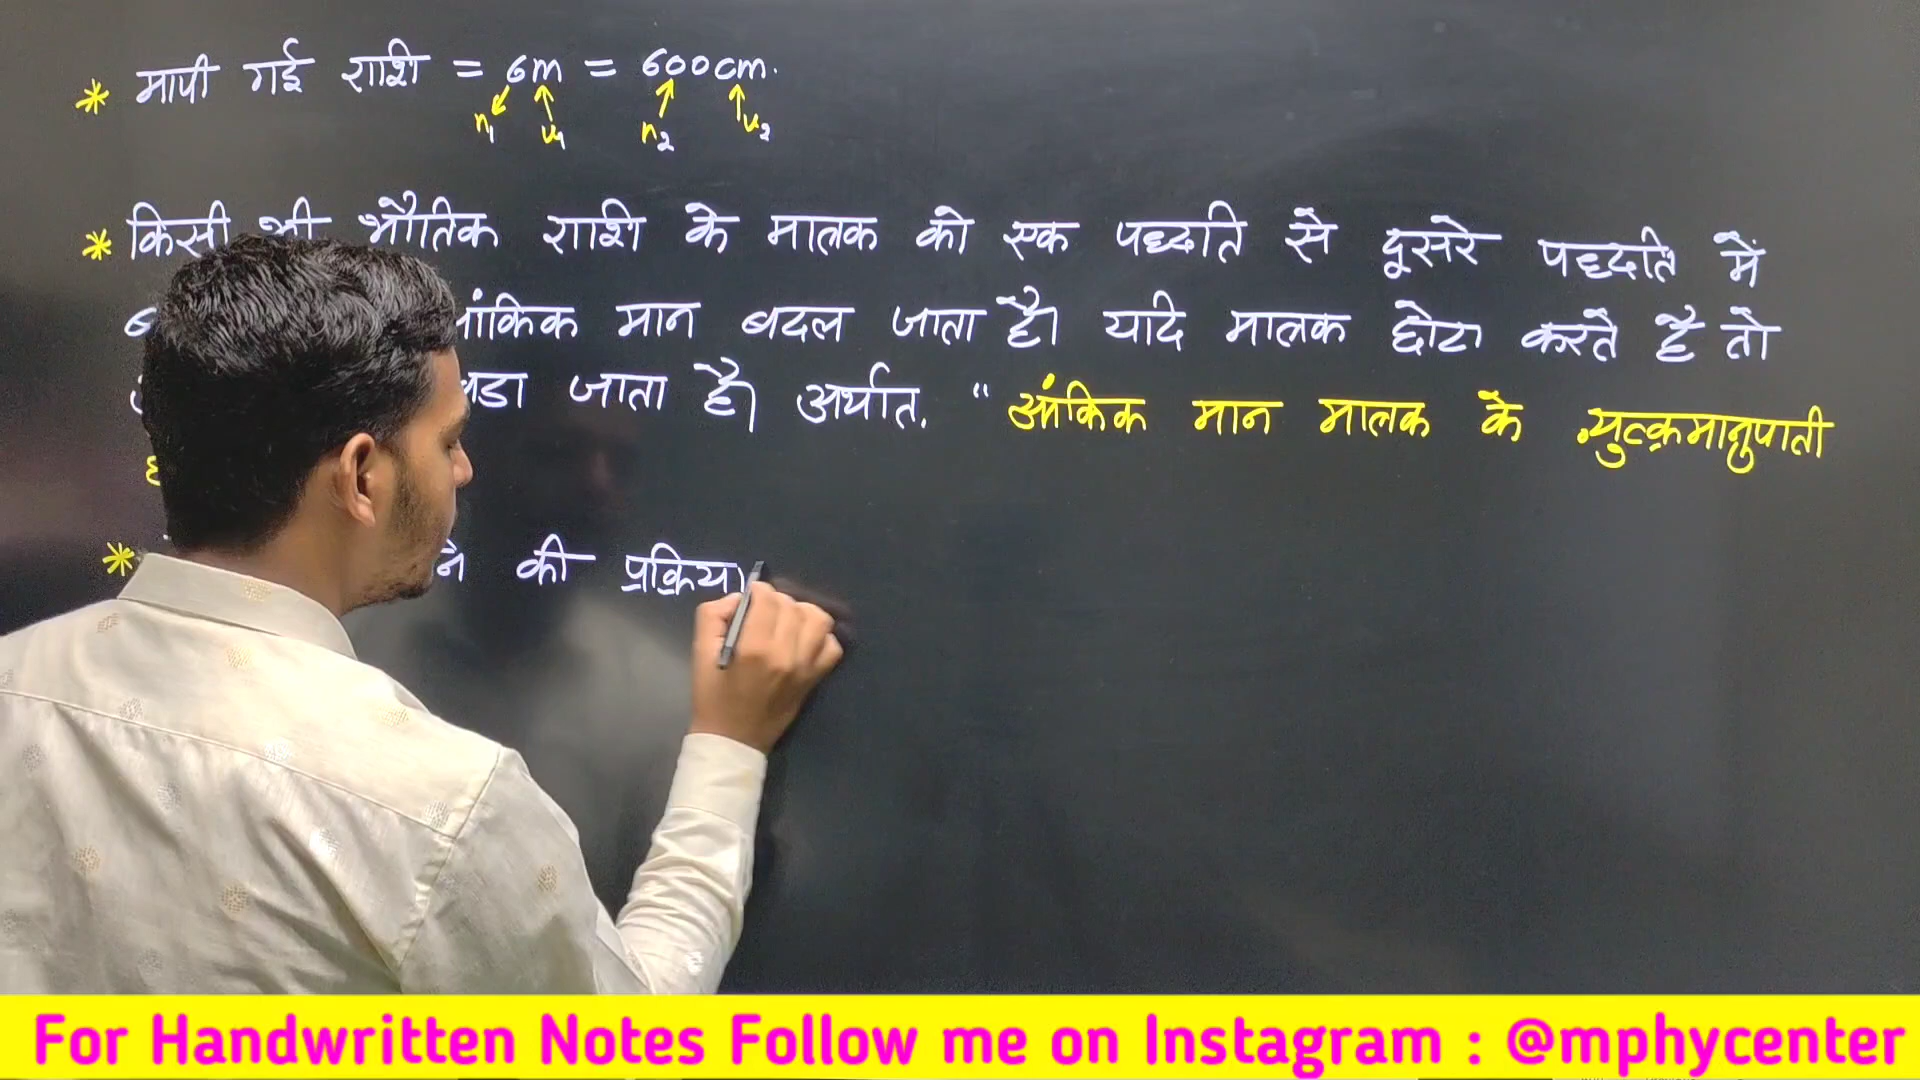 * मापी गई राशि = 6m = 600cm.
n₁ u₁ n₂ u₂
* किसी भी भौतिक राशि के मात्रक को एक पद्धति से दूसरे पद्धति में
आंकिक मान बदल जाता है। यदि मात्रक छोटा करते है तो
बडा जाता है। अर्थात. " आंकिक मान मात्रक के व्युत्क्रमानुपाती
* की प्रक्रिया
For Handwritten Notes Follow me on Instagram : @mphycenter